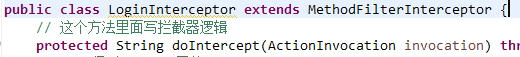 public class LoginInterceptor extends MethodFilterInterceptor {
// 这个方法里面写拦截器逻辑
protected String doIntercept(ActionInvocation invocation) thr